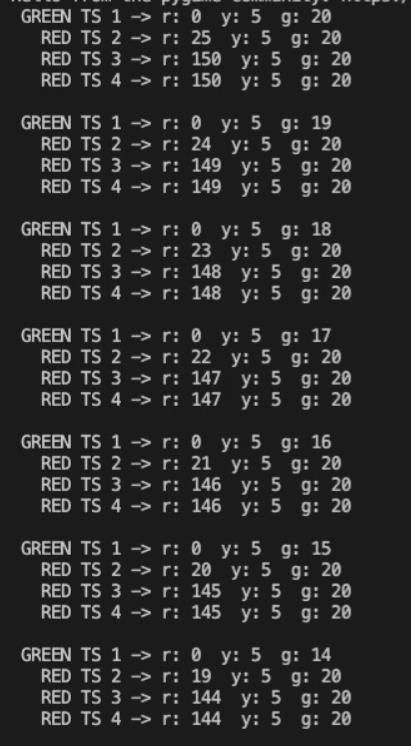 GREEN TS 1 -> r: 0  y: 5  g: 20
RED TS 2 -> r: 25  y: 5  g: 20
RED TS 3 -> r: 150  y: 5  g: 20
RED TS 4 -> r: 150  y: 5  g: 20
GREEN TS 1 -> r: 0  y: 5  g: 19
RED TS 2 -> r: 24  y: 5  g: 20
RED TS 3 -> r: 149  y: 5  g: 20
RED TS 4 -> r: 149  y: 5  g: 20
GREEN TS 1 -> r: 0  y: 5  g: 18
RED TS 2 -> r: 23  y: 5  g: 20
RED TS 3 -> r: 148  y: 5  g: 20
RED TS 4 -> r: 148  y: 5  g: 20
GREEN TS 1 -> r: 0  y: 5  g: 17
RED TS 2 -> r: 22  y: 5  g: 20
RED TS 3 -> r: 147  y: 5  g: 20
RED TS 4 -> r: 147  y: 5  g: 20
GREEN TS 1 -> r: 0  y: 5  g: 16
RED TS 2 -> r: 21  y: 5  g: 20
RED TS 3 -> r: 146  y: 5  g: 20
RED TS 4 -> r: 146  y: 5  g: 20
GREEN TS 1 -> r: 0  y: 5  g: 15
RED TS 2 -> r: 20  y: 5  g: 20
RED TS 3 -> r: 145  y: 5  g: 20
RED TS 4 -> r: 145  y: 5  g: 20
GREEN TS 1 -> r: 0  y: 5  g: 14
RED TS 2 -> r: 19  y: 5  g: 20
RED TS 3 -> r: 144  y: 5  g: 20
RED TS 4 -> r: 144  y: 5  g: 20